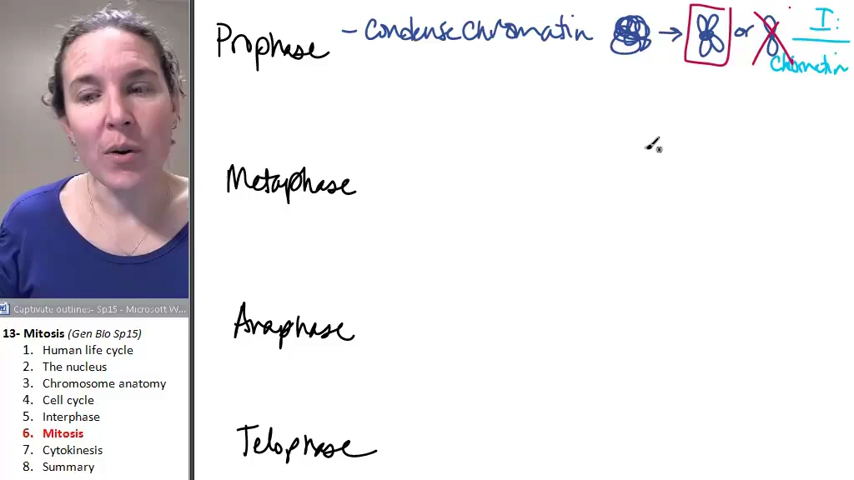 Prophase - Condense Chromatin → or I:
Chromatin
Metaphase
Anaphase
Telophase
Captivate outlines- Sp15 - Microsoft W...
13- Mitosis (Gen Bio Sp15)
1. Human life cycle
2. The nucleus
3. Chromosome anatomy
4. Cell cycle
5. Interphase
6. Mitosis
7. Cytokinesis
8. Summary